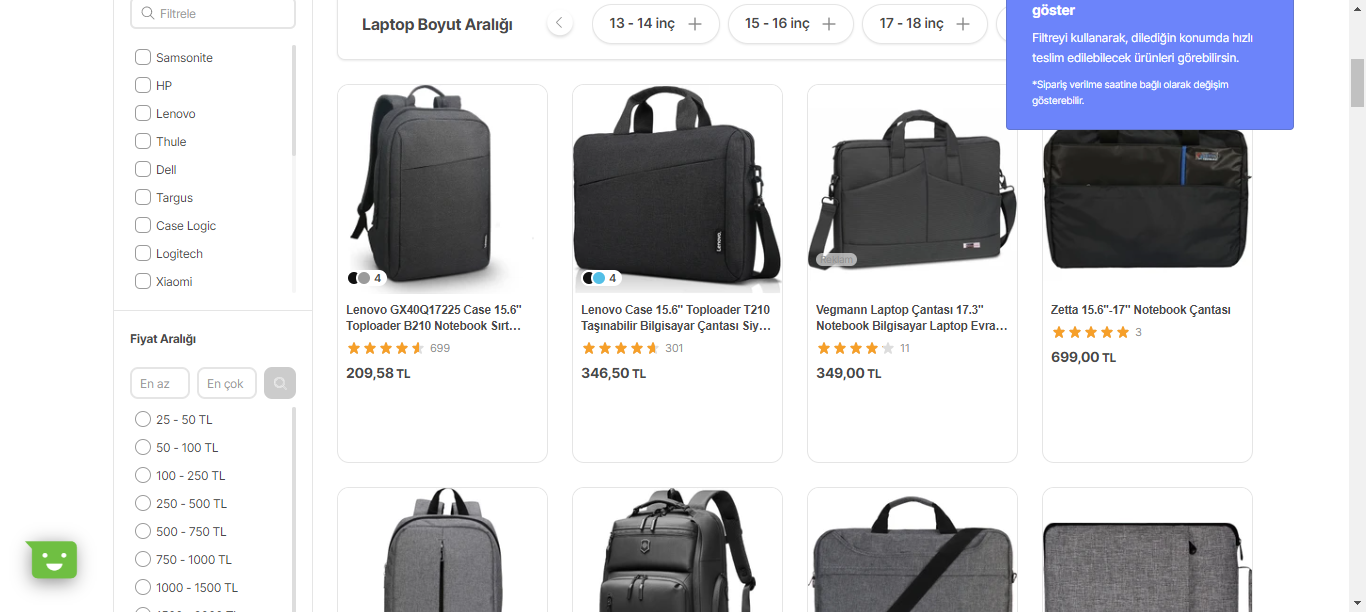 Filtrele
Samsonite
HP
Lenovo
Thule
Dell
Targus
Case Logic
Logitech
Xiaomi
Fiyat Aralığı
En az
En çok
25 - 50 TL
50 - 100 TL
100 - 250 TL
250 - 500 TL
500 - 750 TL
750 - 1000 TL
1000 - 1500 TL
Laptop Boyut Aralığı
13 - 14 inç
15 - 16 inç
17 - 18 inç
göster
Filtreyi kullanarak, dilediğin konumda hızlı
teslim edilebilecek ürünleri görebilirsin.
*Sipariş verilme saatine bağlı olarak değişim
gösterebilir.
4
Lenovo GX40Q17225 Case 15.6"
Toploader B210 Notebook Sırt...
699
209,58 TL
Lenovo.
4
Lenovo Case 15.6" Toploader T210
Taşınabilir Bilgisayar Çantası Siy...
301
346,50 TL
Reklam
Vegmann Laptop Çantası 17.3"
Notebook Bilgisayar Laptop Evra...
11
349,00 TL
Zetta 15.6"-17" Notebook Çantası
3
699,00 TL